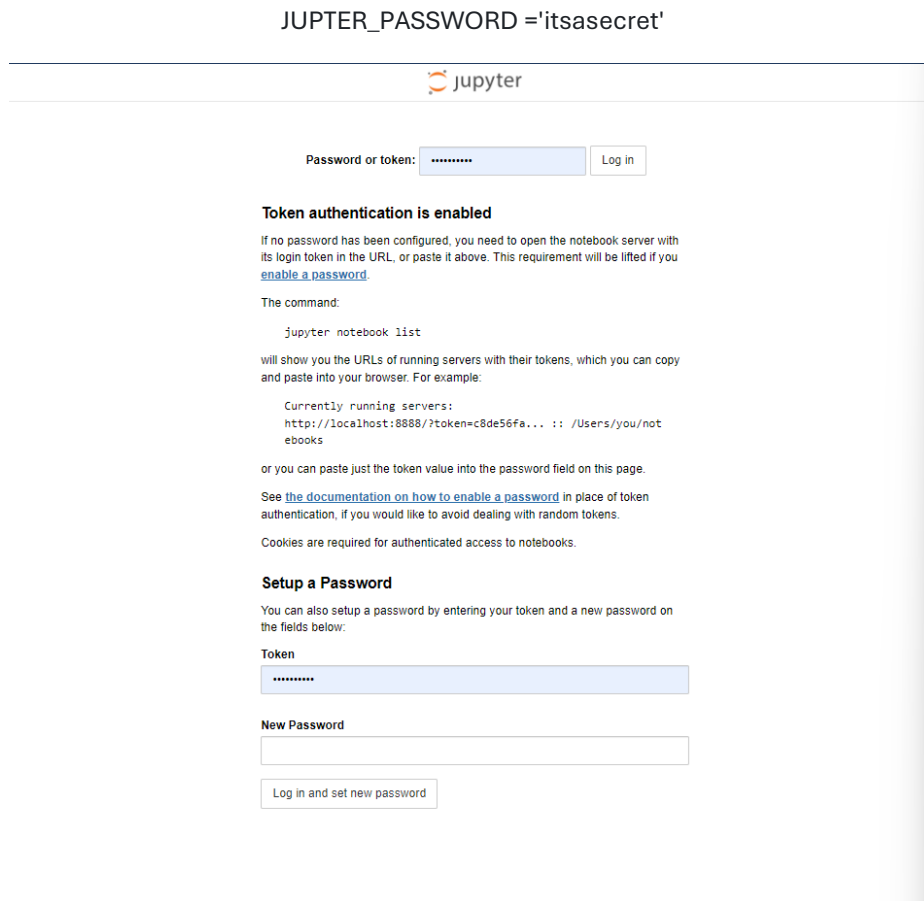 JUPTER_PASSWORD ='itsasecret'
jupyter
Password or token: •••••••••• Log in
Token authentication is enabled
If no password has been configured, you need to open the notebook server with
its login token in the URL, or paste it above. This requirement will be lifted if you
enable a password.
The command:
jupyter notebook list
will show you the URLs of running servers with their tokens, which you can copy
and paste into your browser. For example:
Currently running servers:
http://localhost:8888/?token=c8de56fa... :: /Users/you/not
ebooks
or you can paste just the token value into the password field on this page.
See the documentation on how to enable a password in place of token
authentication, if you would like to avoid dealing with random tokens.
Cookies are required for authenticated access to notebooks.
Setup a Password
You can also setup a password by entering your token and a new password on
the fields below:
Token
••••••••••
New Password
Log in and set new password